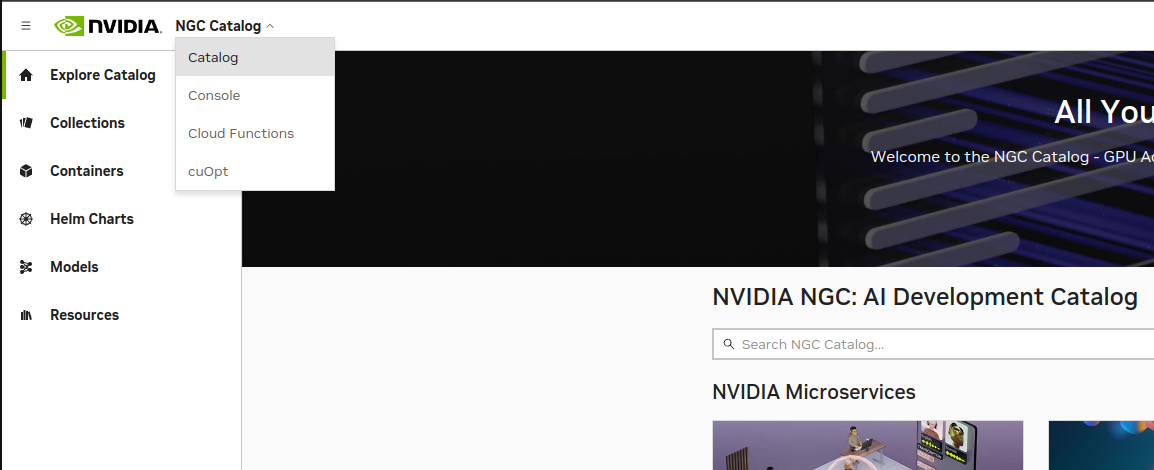 NVIDIA. NGC Catalog
Catalog
Console
Cloud Functions
cuOpt
Explore Catalog
Collections
Containers
Helm Charts
Models
Resources
All You
Welcome to the NGC Catalog - GPU Ac
NVIDIA NGC: AI Development Catalog
Search NGC Catalog...
NVIDIA Microservices